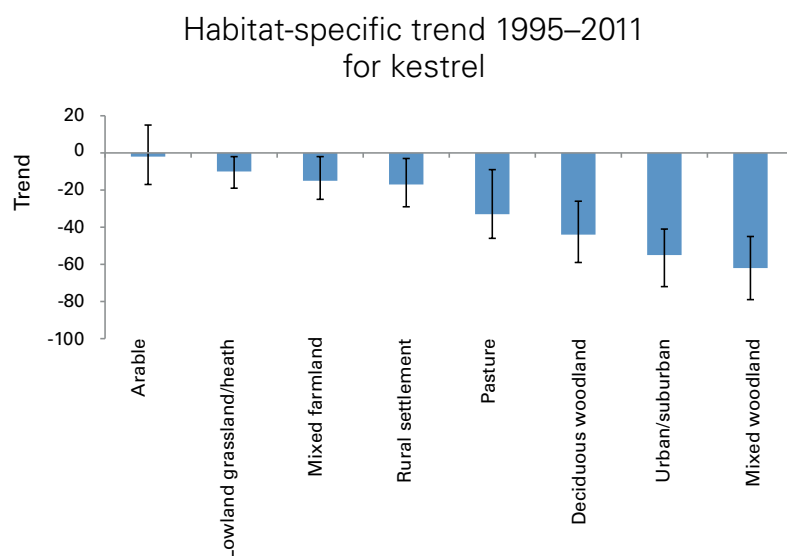 Habitat-specific trend 1995–2011
for kestrel
Trend
20
0
-20
-40
-60
-80
-100
Arable
Lowland grassland/heath
Mixed farmland
Rural settlement
Pasture
Deciduous woodland
Urban/suburban
Mixed woodland